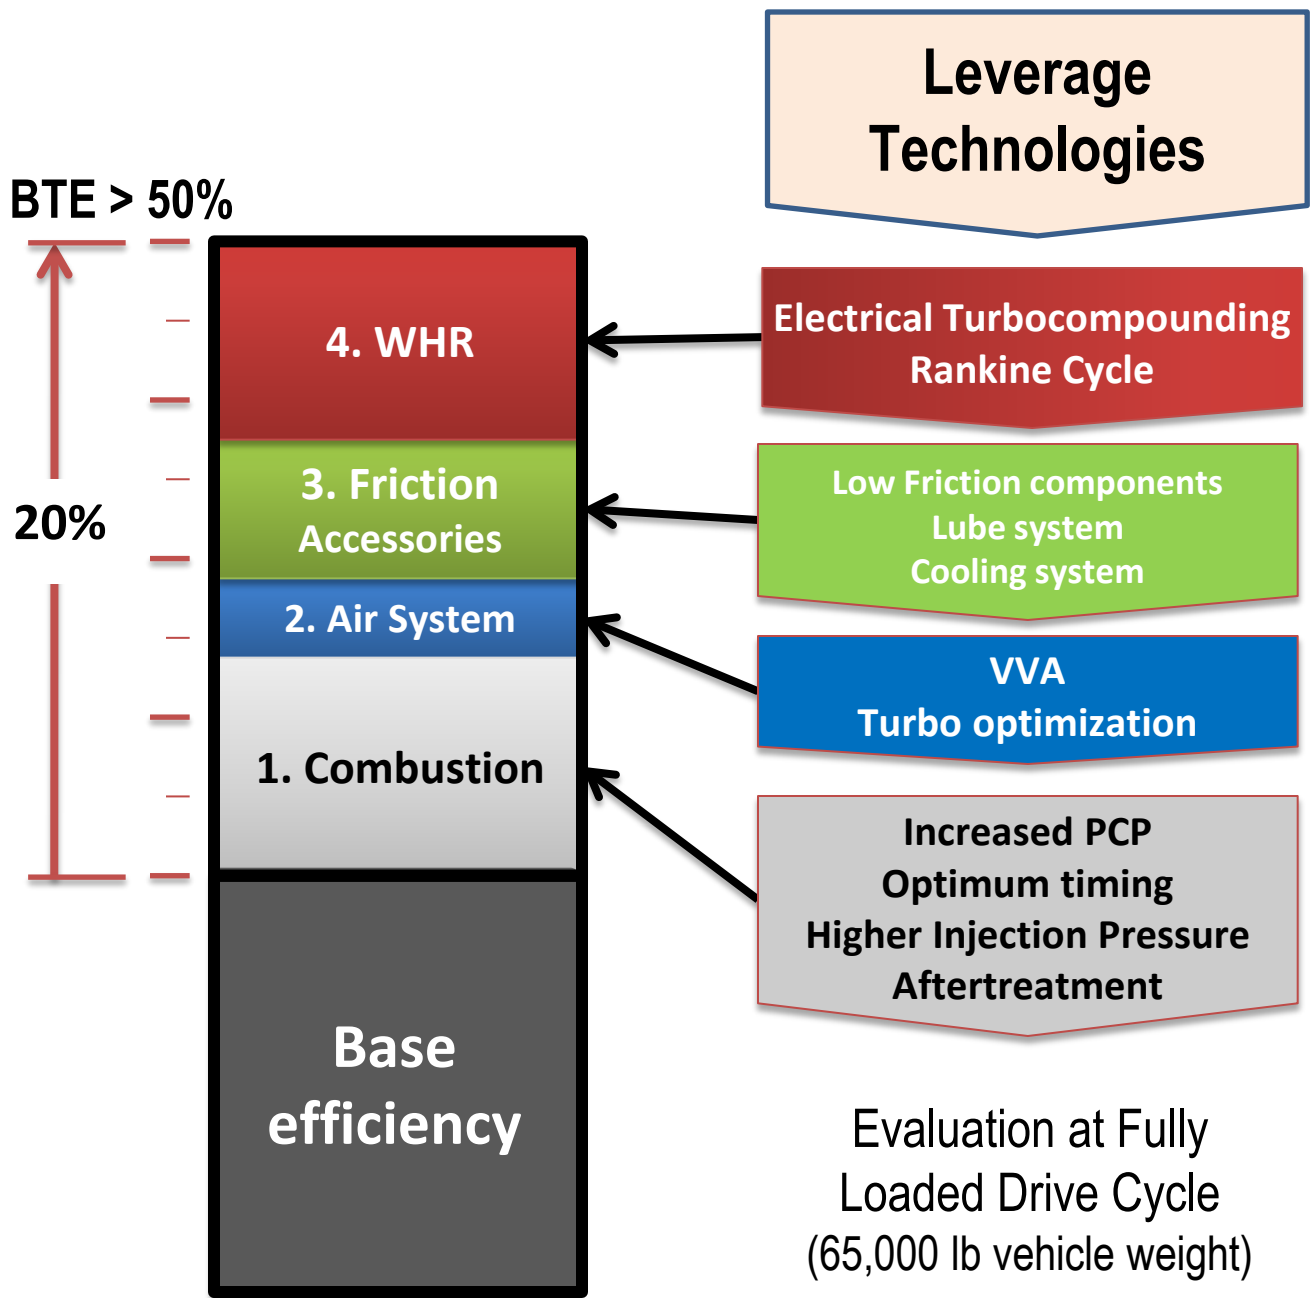 Leverage
Technologies
BTE > 50%
20%
4. WHR
3. Friction
Accessories
2. Air System
1. Combustion
Base
efficiency
Electrical Turbocompounding
Rankine Cycle
Low Friction components
Lube system
Cooling system
VVA
Turbo optimization
Increased PCP
Optimum timing
Higher Injection Pressure
Aftertreatment
Evaluation at Fully
Loaded Drive Cycle
(65,000 lb vehicle weight)